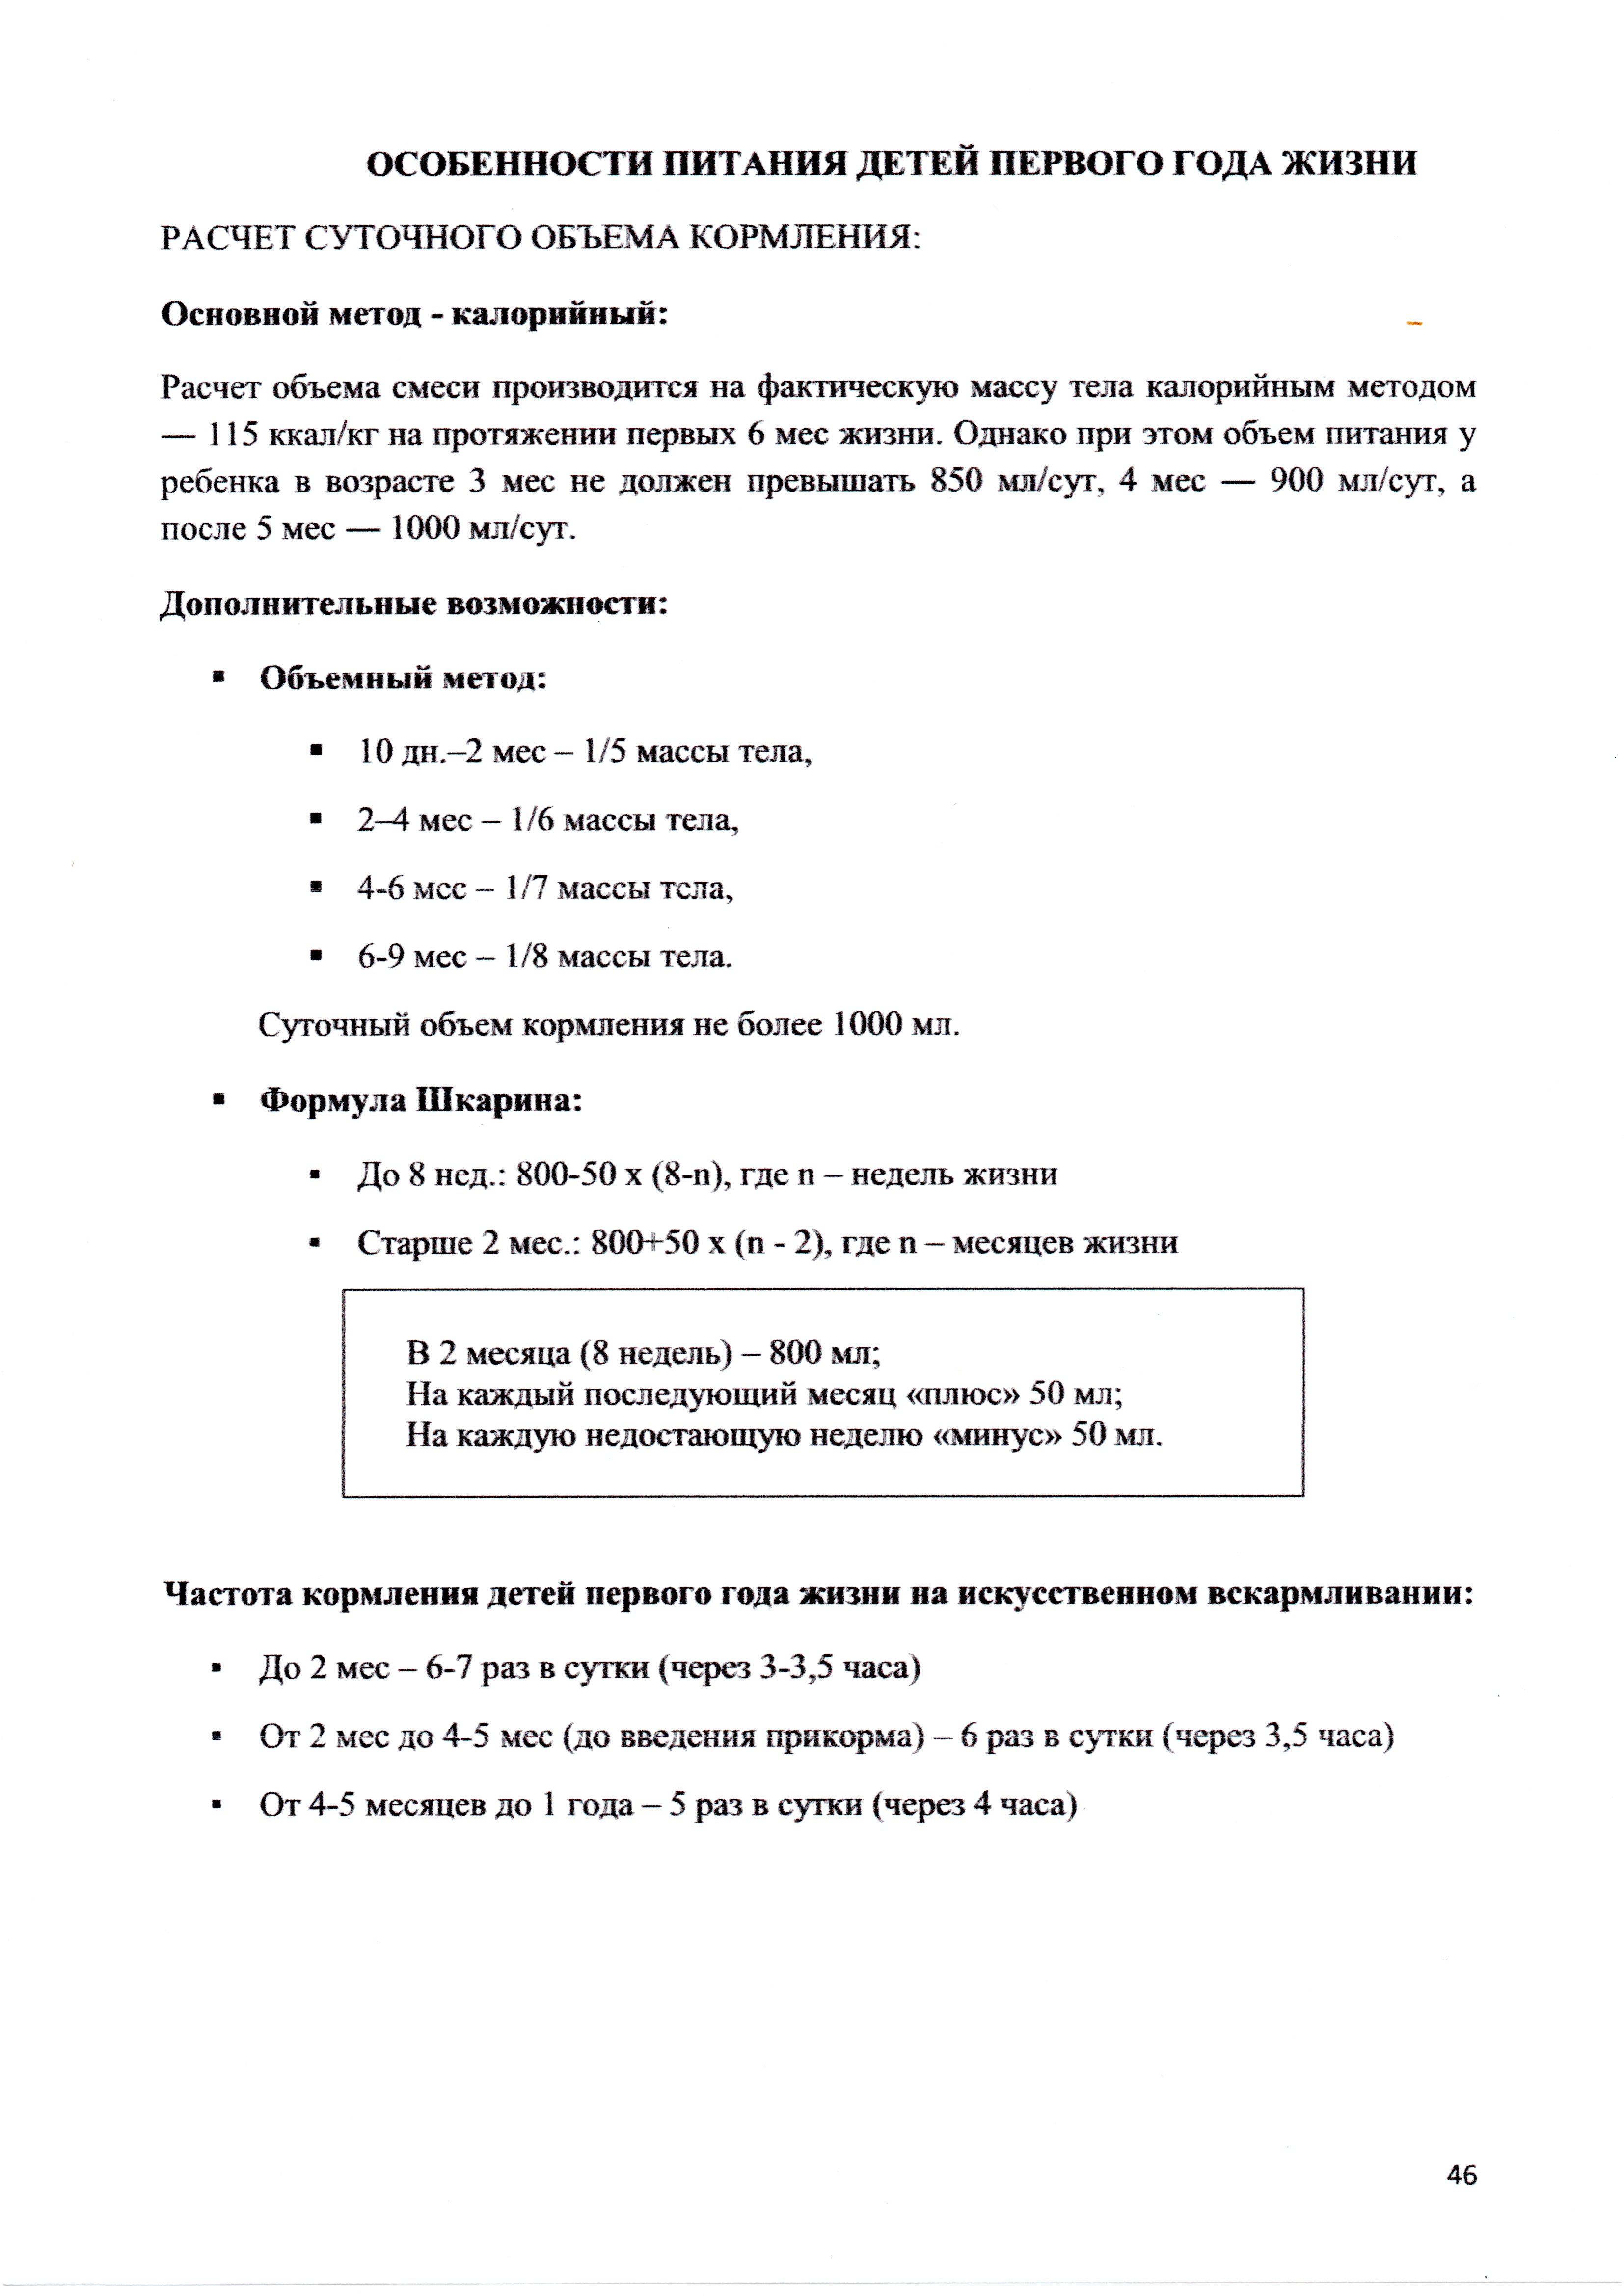 ОСОБЕННОСТИ ПИТАНИЯ ДЕТЕЙ ПЕРВОГО ГОДА ЖИЗНИ
РАСЧЕТ СУТОЧНОГО ОБЪЕМА КОРМЛЕНИЯ:
Основной метод - калорийный:
Расчет объема смеси производится на фактическую массу тела калорийным методом
— 115 ккал/кг на протяжении первых 6 мес жизни. Однако при этом объем питания у
ребенка в возрасте 3 мес не должен превышать 850 мл/сут, 4 мес — 900 мл/сут, а
после 5 мес — 1000 мл/сут.
Дополнительные возможности:
▪ Объемный метод:
▪ 10 дн.–2 мес – 1/5 массы тела,
▪ 2–4 мес – 1/6 массы тела,
▪ 4-6 мес – 1/7 массы тела,
▪ 6-9 мес – 1/8 массы тела.
Суточный объем кормления не более 1000 мл.
▪ Формула Шкарина:
▪ До 8 нед.: 800-50 х (8-n), где n – недель жизни
▪ Старше 2 мес.: 800+50 х (n - 2), где n – месяцев жизни
В 2 месяца (8 недель) – 800 мл;
На каждый последующий месяц «плюс» 50 мл;
На каждую недостающую неделю «минус» 50 мл.
Частота кормления детей первого года жизни на искусственном вскармливании:
▪ До 2 мес – 6-7 раз в сутки (через 3-3,5 часа)
▪ От 2 мес до 4-5 мес (до введения прикорма) – 6 раз в сутки (через 3,5 часа)
▪ От 4-5 месяцев до 1 года – 5 раз в сутки (через 4 часа)
46